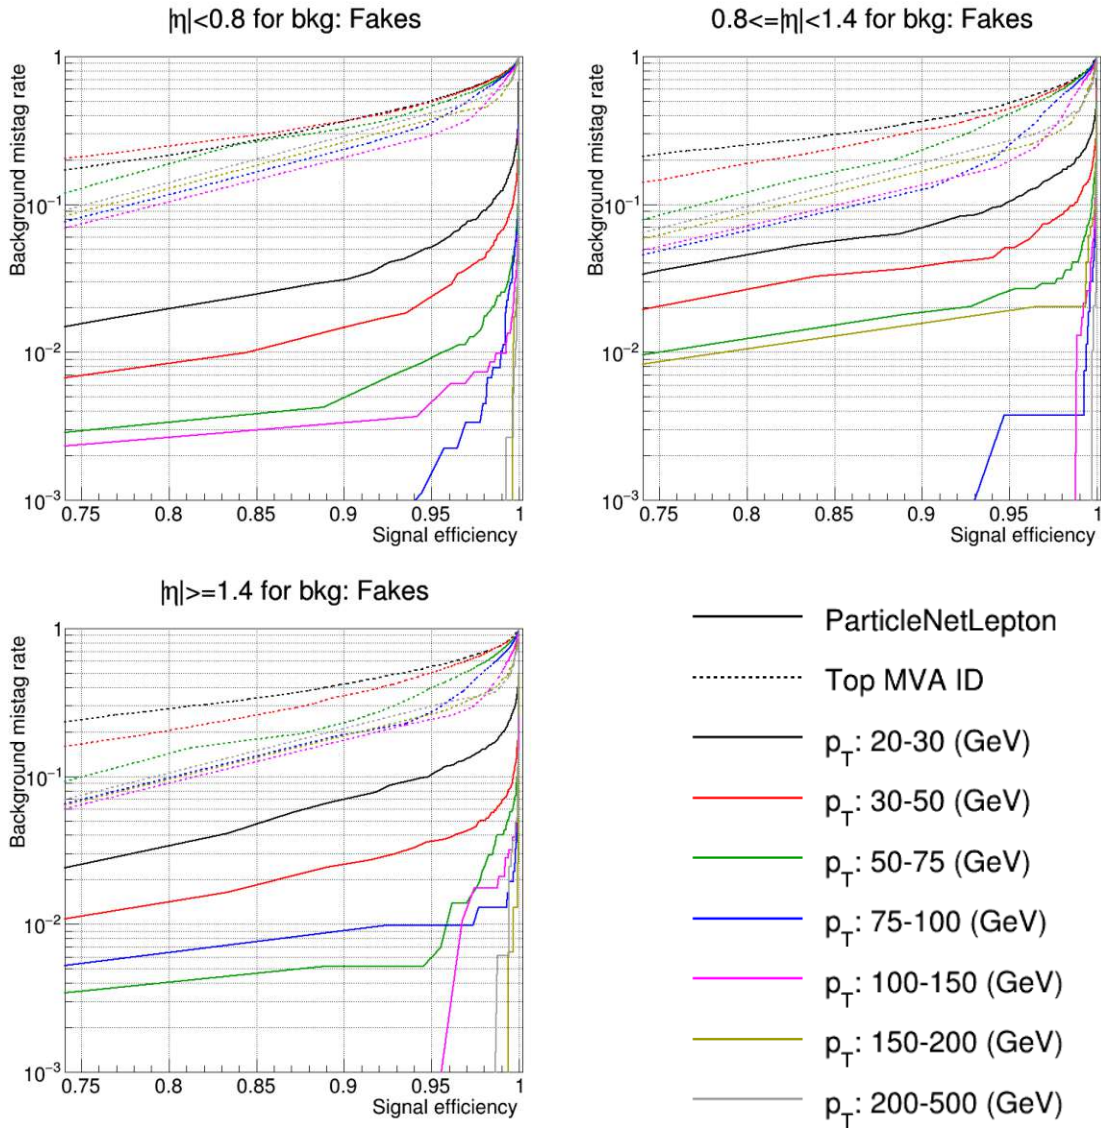 |η|<0.8 for bkg: Fakes
Background mistag rate
1
10⁻¹
10⁻²
10⁻³
0.75 0.8 0.85 0.9 0.95 1
Signal efficiency
0.8<=|η|<1.4 for bkg: Fakes
Background mistag rate
1
10⁻¹
10⁻²
10⁻³
0.75 0.8 0.85 0.9 0.95 1
Signal efficiency
|η|>=1.4 for bkg: Fakes
Background mistag rate
1
10⁻¹
10⁻²
10⁻³
0.75 0.8 0.85 0.9 0.95 1
Signal efficiency
ParticleNetLepton
Top MVA ID
p_T: 20-30 (GeV)
p_T: 30-50 (GeV)
p_T: 50-75 (GeV)
p_T: 75-100 (GeV)
p_T: 100-150 (GeV)
p_T: 150-200 (GeV)
p_T: 200-500 (GeV)